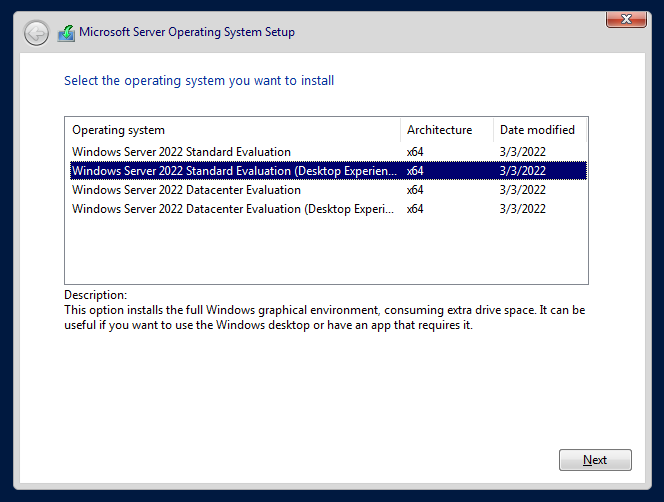 Microsoft Server Operating System Setup
Select the operating system you want to install
Operating system Architecture Date modified
Windows Server 2022 Standard Evaluation x64 3/3/2022
Windows Server 2022 Standard Evaluation (Desktop Experien... x64 3/3/2022
Windows Server 2022 Datacenter Evaluation x64 3/3/2022
Windows Server 2022 Datacenter Evaluation (Desktop Experi... x64 3/3/2022
Description:
This option installs the full Windows graphical environment, consuming extra drive space. It can be
useful if you want to use the Windows desktop or have an app that requires it.
Next